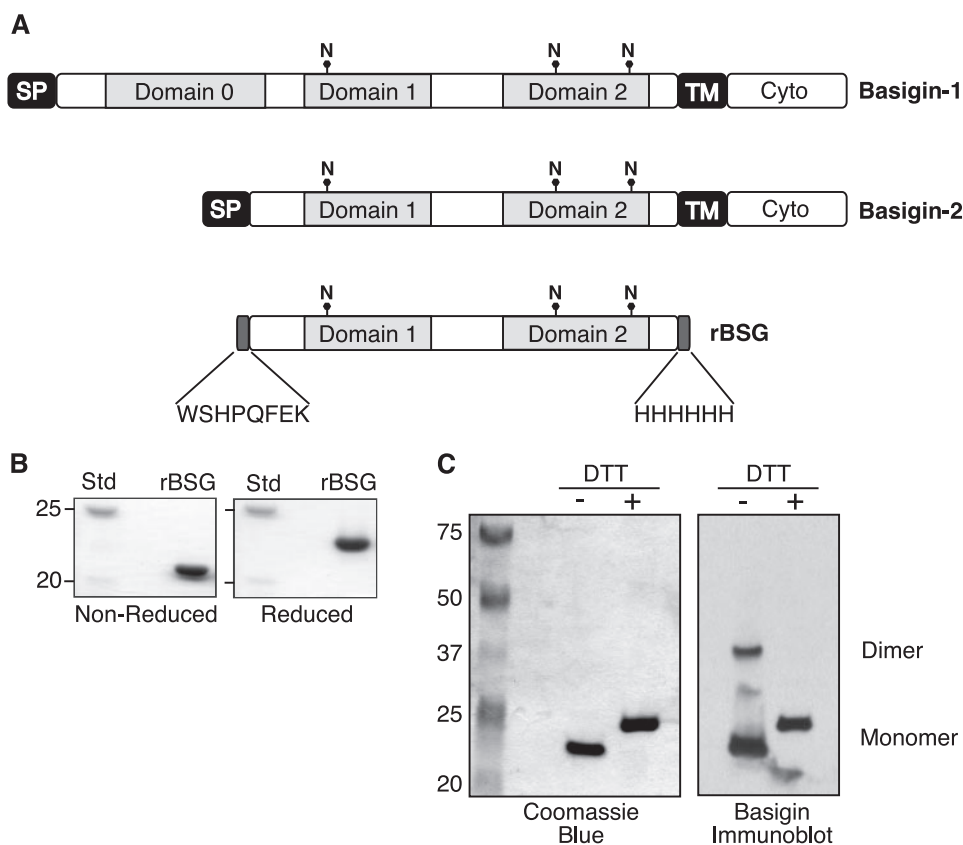 A
N N N
SP Domain 0 Domain 1 Domain 2 TM Cyto Basigin-1
N N N
SP Domain 1 Domain 2 TM Cyto Basigin-2
N N N
Domain 1 Domain 2 rBSG
WSHPQFEK HHHHHH
B
Std rBSG Std rBSG
25
20
Non-Reduced Reduced
C
DTT DTT
- + - +
75
50
37
25
20
Dimer
Monomer
Coomassie
Blue
Basigin
Immunoblot